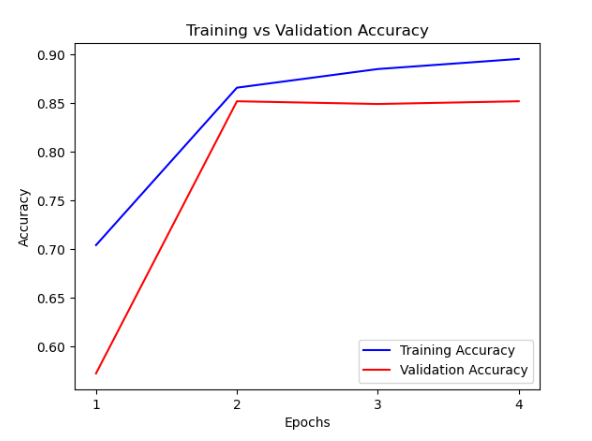 Training vs Validation Accuracy
0.90
0.85
0.80
0.75
0.70
0.65
0.60
Accuracy
1 2 3 4
Epochs
Training Accuracy
Validation Accuracy